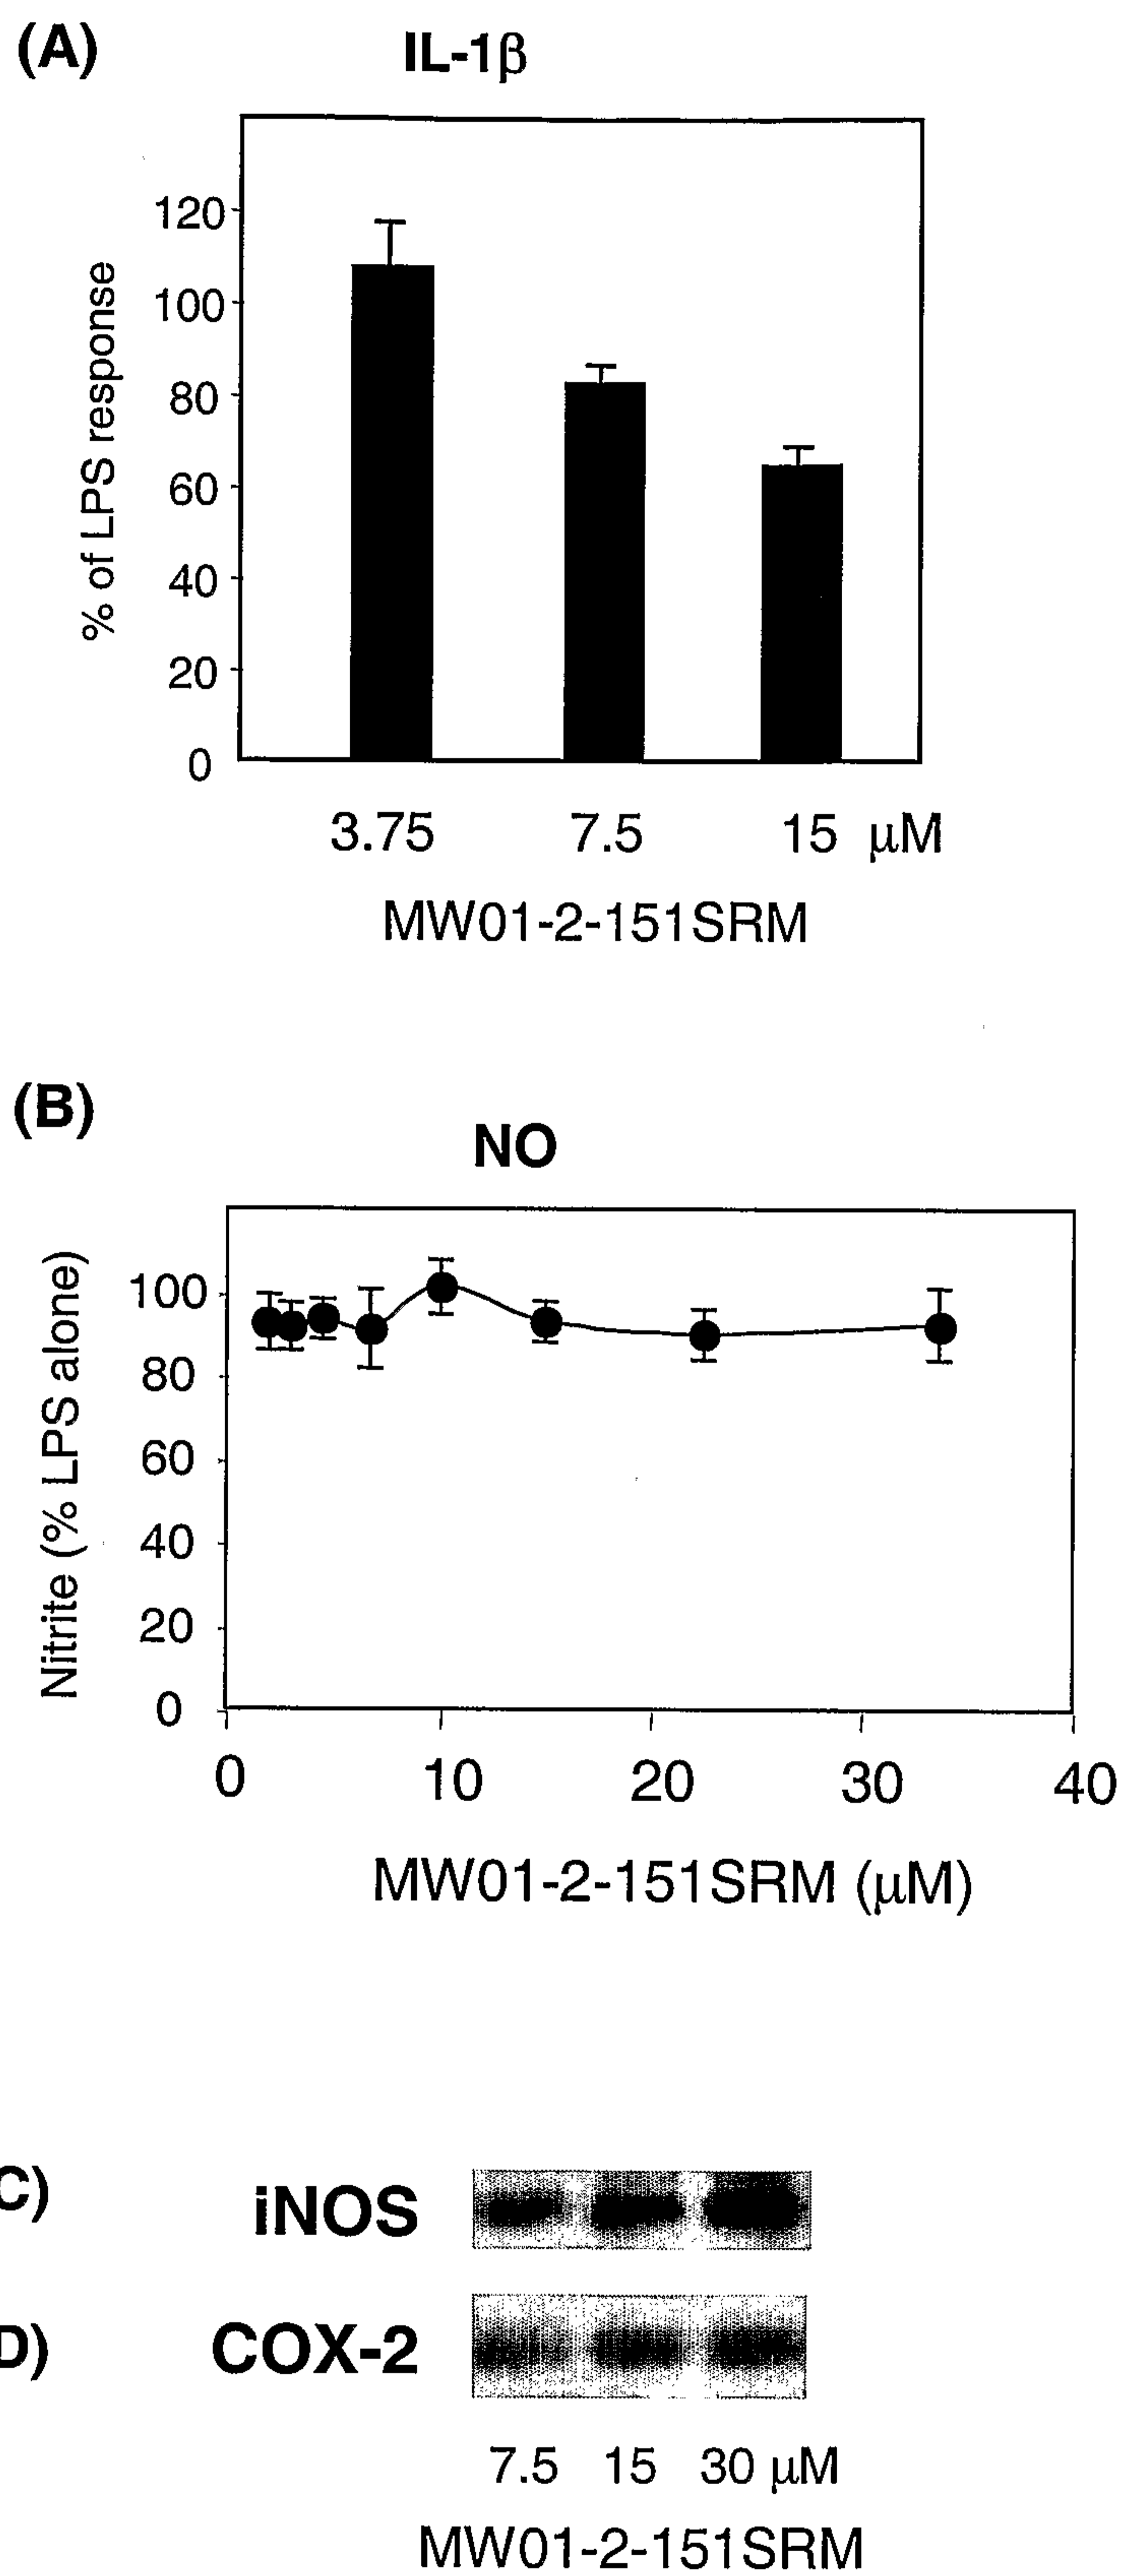 (A)
IL-1β
% of LPS response
120
100
80
60
40
20
0
3.75 7.5 15 μM
MW01-2-151SRM
(B)
NO
Nitrite (% LPS alone)
100
80
60
40
20
0
0 10 20 30 40
MW01-2-151SRM (μM)
C) iNOS
D) COX-2
7.5 15 30 μM
MW01-2-151SRM